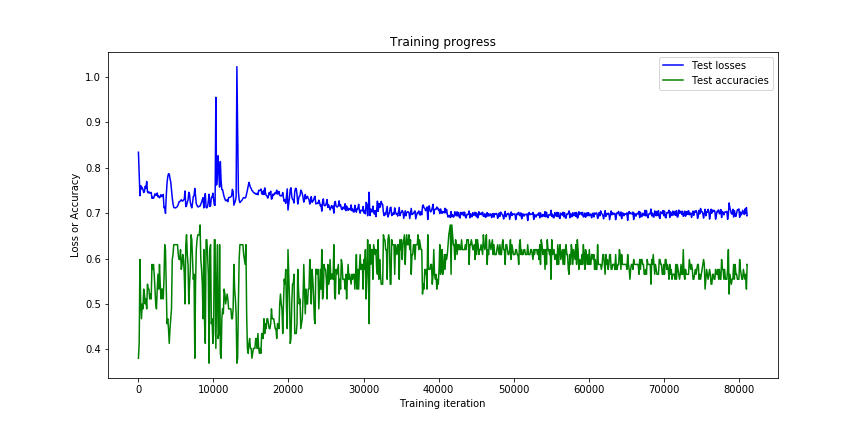 Training progress
Test losses
Test accuracies
Loss or Accuracy
1.0
0.9
0.8
0.7
0.6
0.5
0.4
0 10000 20000 30000 40000 50000 60000 70000 80000
Training iteration